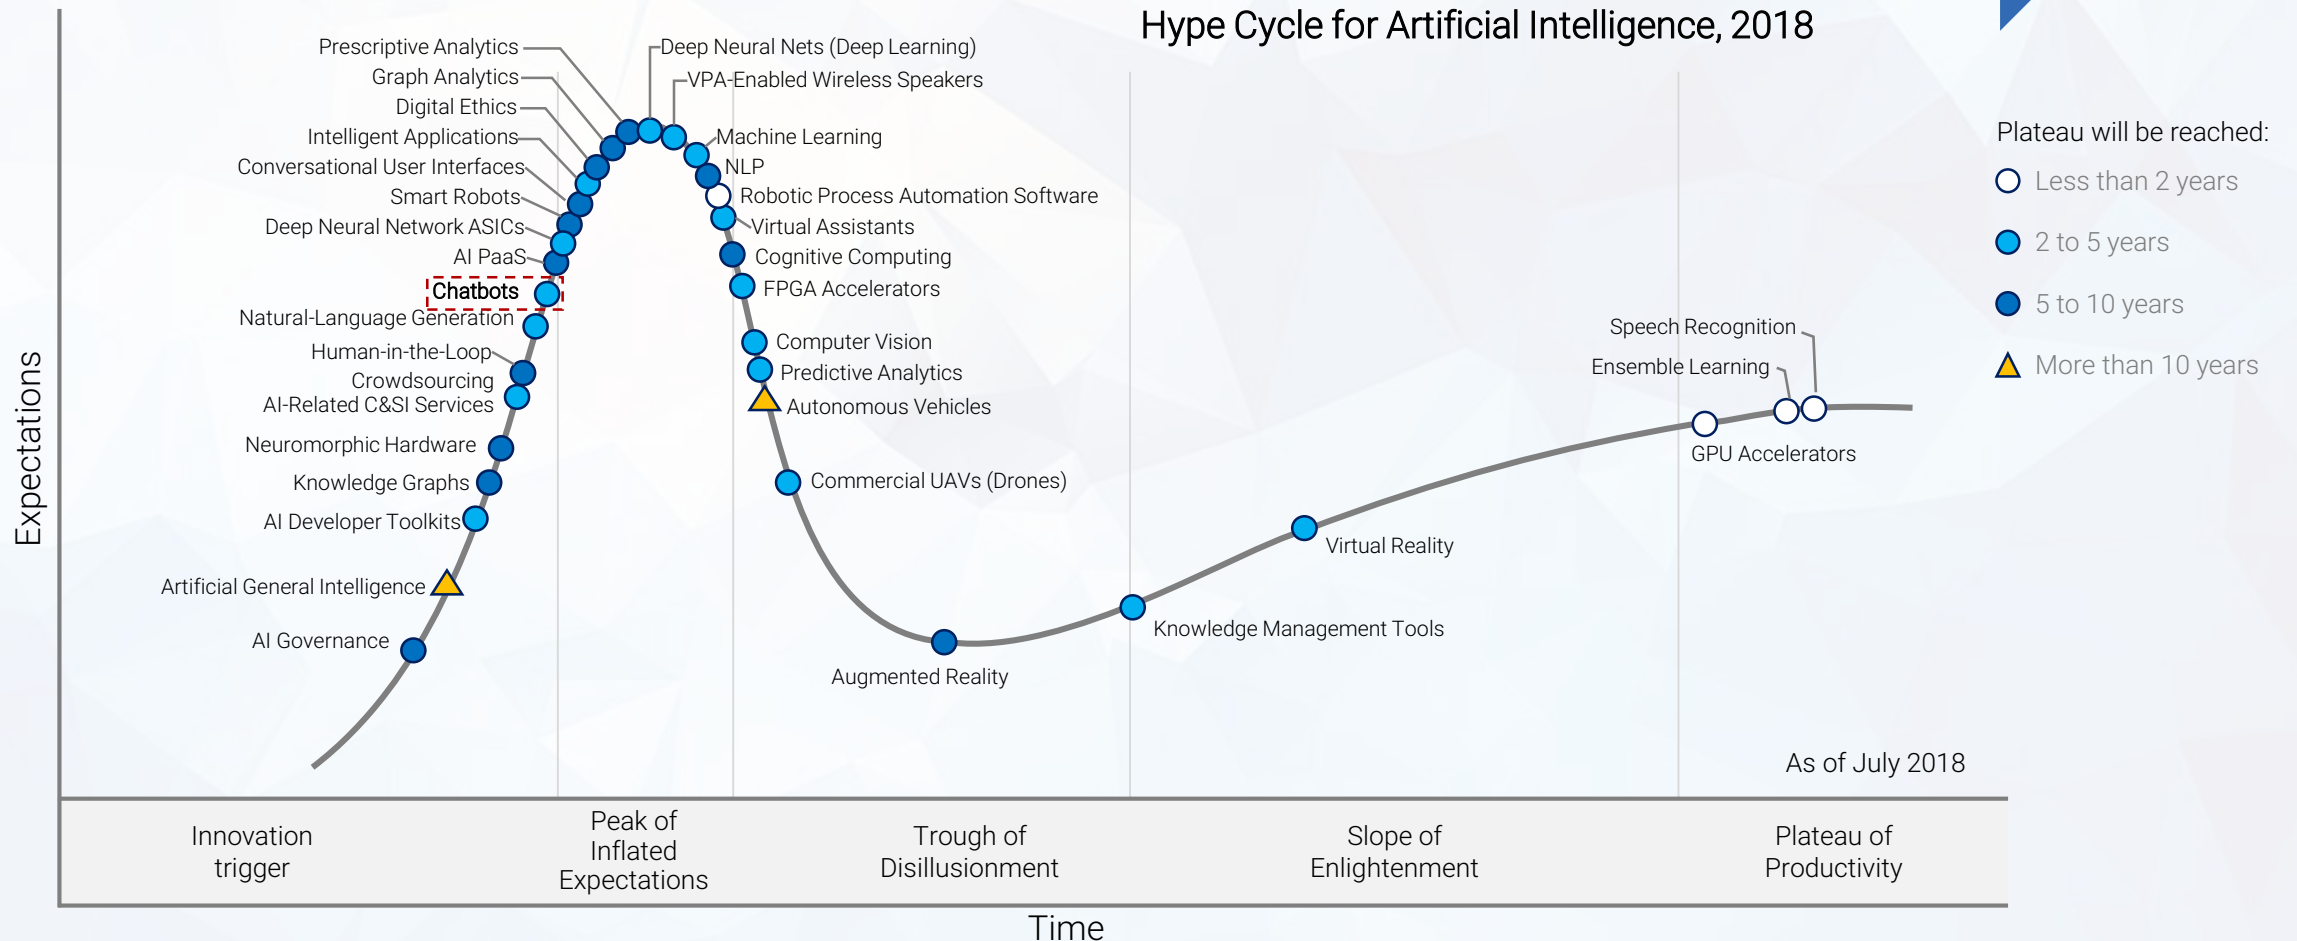 Hype Cycle for Artificial Intelligence, 2018
Prescriptive Analytics
Graph Analytics
Digital Ethics
Intelligent Applications
Conversational User Interfaces
Smart Robots
Deep Neural Network ASICs
AI PaaS
Chatbots
Natural-Language Generation
Human-in-the-Loop
Crowdsourcing
AI-Related C&SI Services
Neuromorphic Hardware
Knowledge Graphs
AI Developer Toolkits
Artificial General Intelligence
AI Governance
Deep Neural Nets (Deep Learning)
VPA-Enabled Wireless Speakers
Machine Learning
NLP
Robotic Process Automation Software
Virtual Assistants
Cognitive Computing
FPGA Accelerators
Computer Vision
Predictive Analytics
Autonomous Vehicles
Commercial UAVs (Drones)
Augmented Reality
Knowledge Management Tools
Virtual Reality
Speech Recognition
Ensemble Learning
GPU Accelerators
Plateau will be reached:
Less than 2 years
2 to 5 years
5 to 10 years
More than 10 years
As of July 2018
Expectations
Innovation
trigger
Peak of
Inflated
Expectations
Trough of
Disillusionment
Slope of
Enlightenment
Plateau of
Productivity
Time